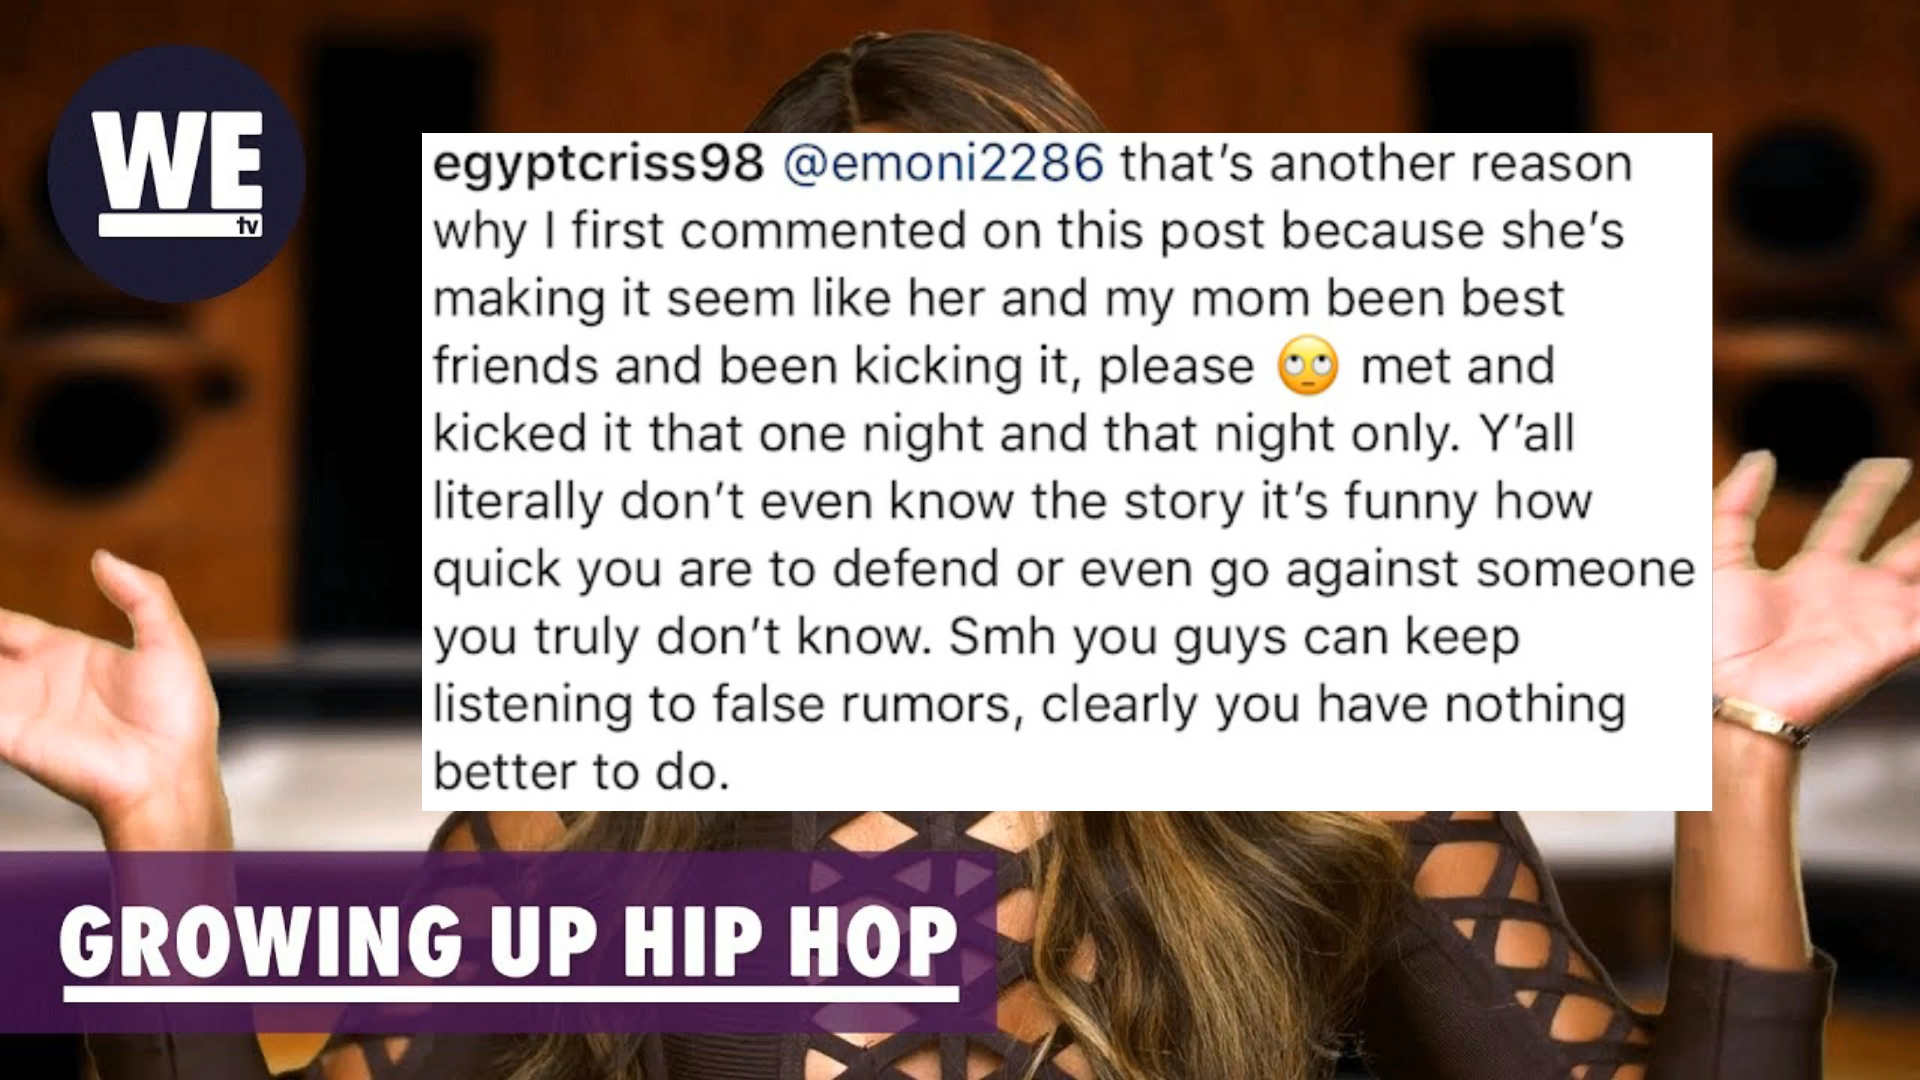 WE
tv
egyptcriss98 @emoni2286 that’s another reason
why I first commented on this post because she’s
making it seem like her and my mom been best
friends and been kicking it, please 🙄 met and
kicked it that one night and that night only. Y’all
literally don’t even know the story it’s funny how
quick you are to defend or even go against someone
you truly don’t know. Smh you guys can keep
listening to false rumors, clearly you have nothing
better to do.
GROWING UP HIP HOP